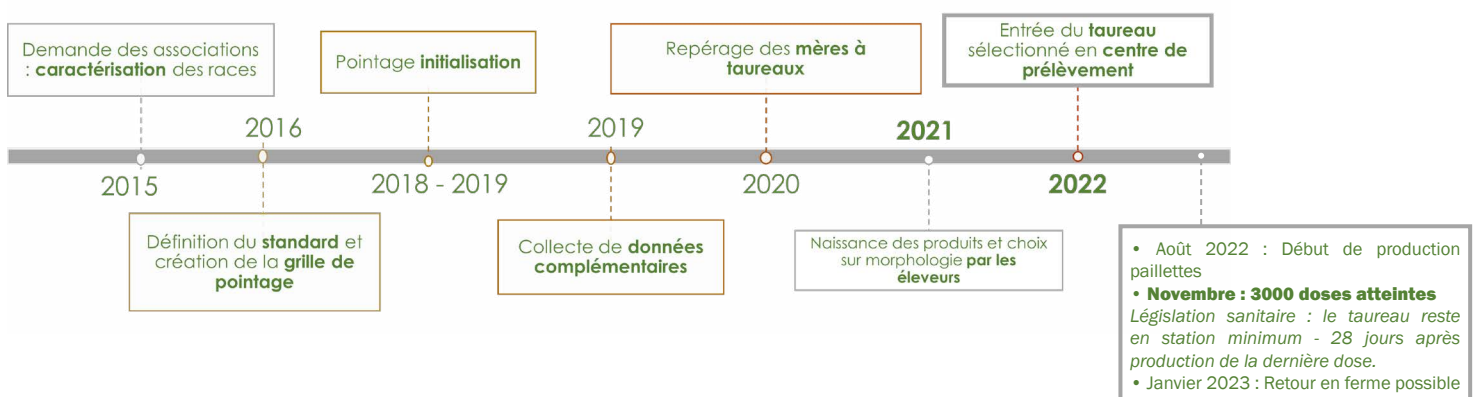 Demande des associations
: caractérisation des races
Pointage initialisation
Repérage des mères à
taureaux
Entrée du taureau
sélectionné en centre de
prélèvement
2016
2019
2021
2015
2018 - 2019
2020
2022
Définition du standard et
création de la grille de
pointage
Collecte de données
complémentaires
Naissance des produits et choix
sur morphologie par les
éleveurs
• Août 2022 : Début de production
paillettes
• Novembre : 3000 doses atteintes
Législation sanitaire : le taureau reste
en station minimum - 28 jours après
production de la dernière dose.
• Janvier 2023 : Retour en ferme possible